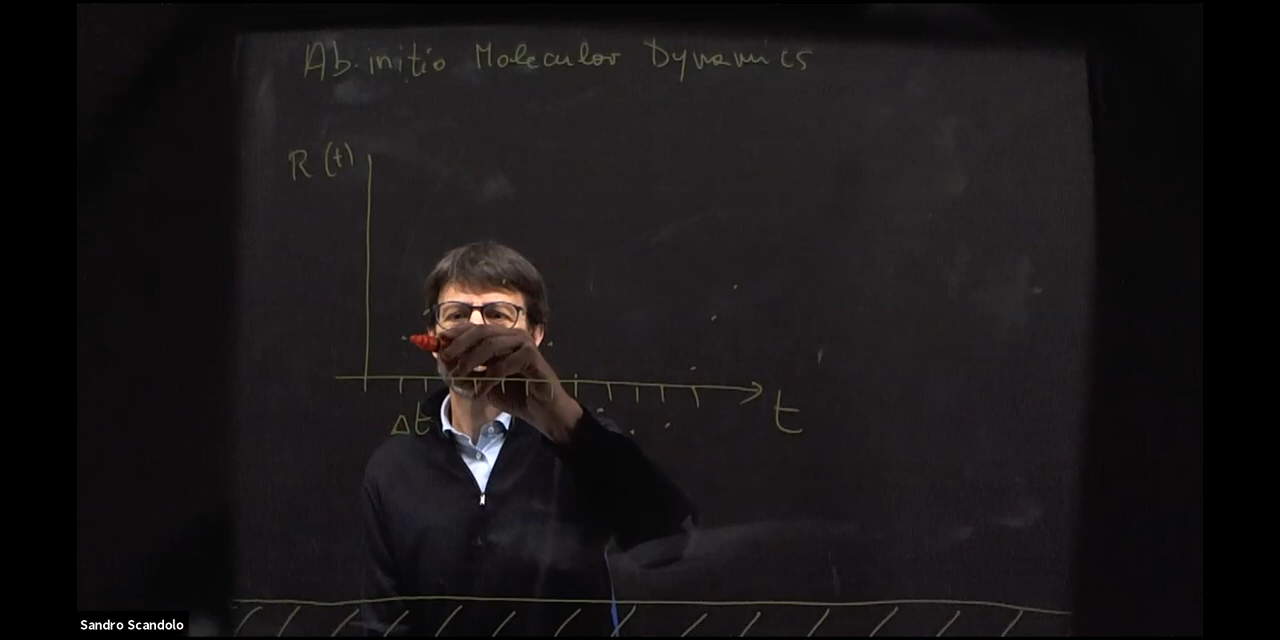 Ab-initio Molecular Dynamics
R(t)
Δt
t
Sandro Scandolo